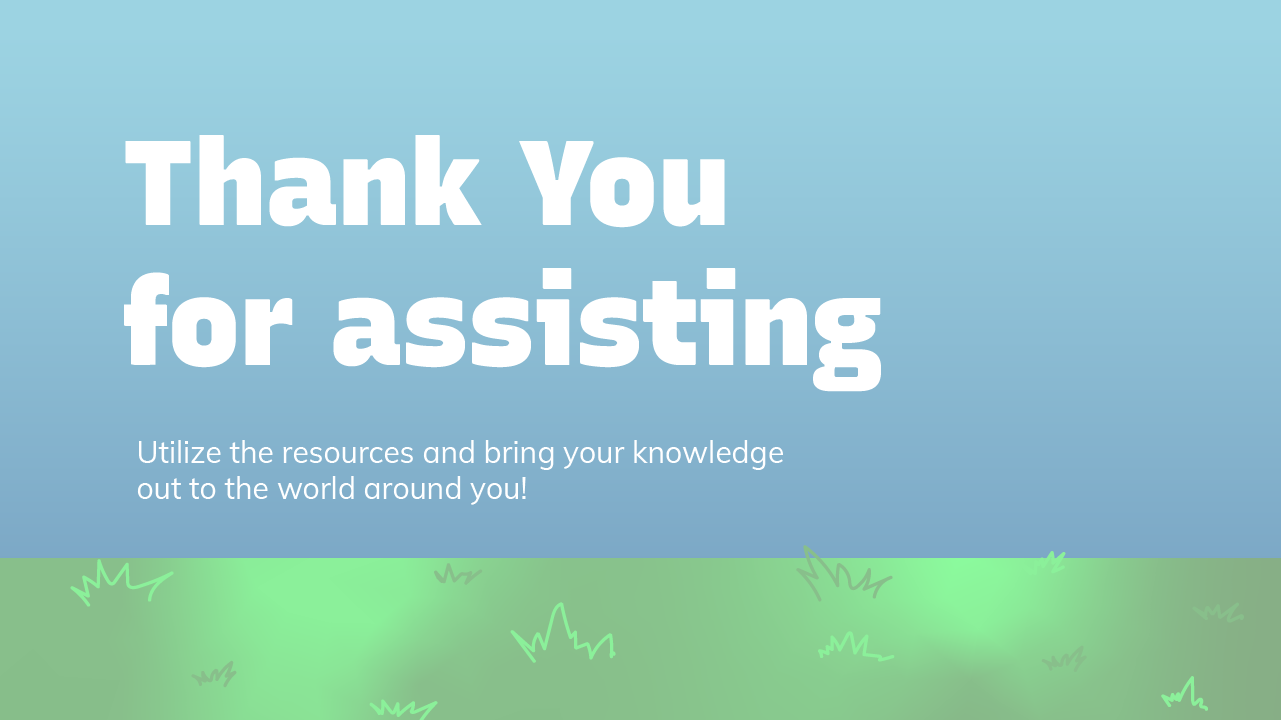 Thank You
for assisting
Utilize the resources and bring your knowledge
out to the world around you!